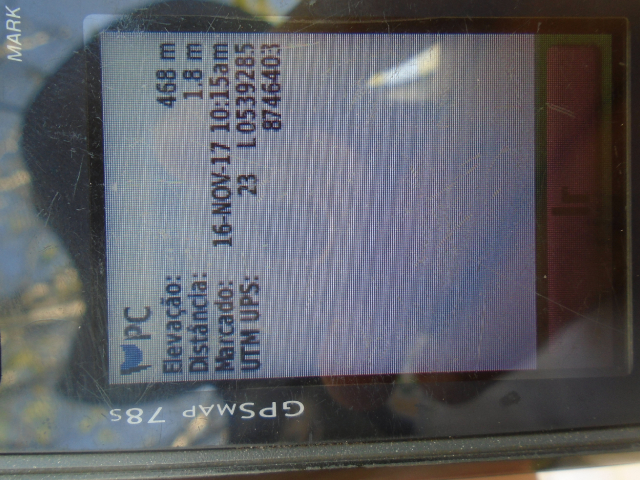 MARK
PC
Elevação: 468 m
Distância: 1.8 m
Marcado: 16-NOV-17 10:15am
UTM UPS: 23 L0539285
8746403
Ir
GPSMAP 78s